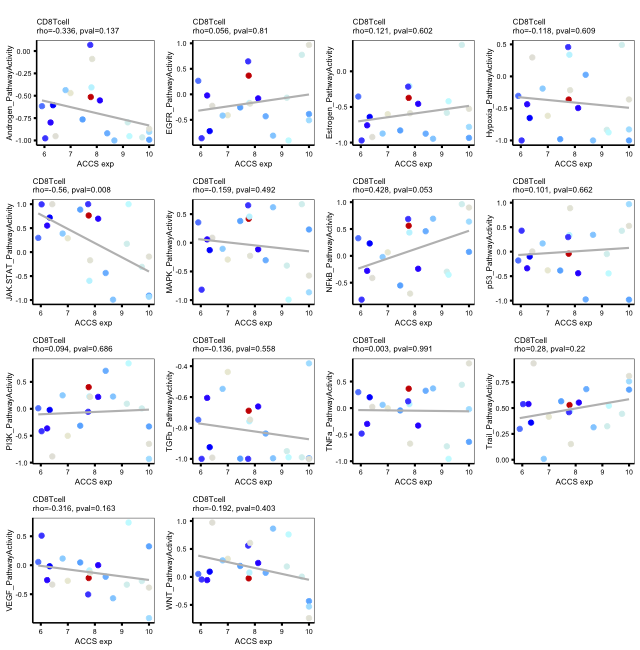 CD8Tcell
rho=-0.336, pval=0.137
Androgen_PathwayActivity
0.00
-0.25
-0.50
-0.75
-1.00
6 7 8 9 10
ACCS exp
CD8Tcell
rho=0.056, pval=0.81
EGFR_PathwayActivity
1.0
0.5
0.0
-0.5
-1.0
6 7 8 9 10
ACCS exp
CD8Tcell
rho=0.121, pval=0.602
Estrogen_PathwayActivity
0.0
-0.5
-1.0
6 7 8 9 10
ACCS exp
CD8Tcell
rho=-0.118, pval=0.609
Hypoxia_PathwayActivity
0.5
0.0
-0.5
-1.0
6 7 8 9 10
ACCS exp
CD8Tcell
rho=-0.56, pval=0.008
JAK-STAT_PathwayActivity
1.0
0.5
0.0
-0.5
-1.0
6 7 8 9 10
ACCS exp
CD8Tcell
rho=-0.159, pval=0.492
MAPK_PathwayActivity
0.5
0.0
-0.5
-1.0
6 7 8 9 10
ACCS exp
CD8Tcell
rho=0.428, pval=0.053
NFkB_PathwayActivity
1.0
0.5
0.0
-0.5
6 7 8 9 10
ACCS exp
CD8Tcell
rho=0.101, pval=0.662
p53_PathwayActivity
1.0
0.5
0.0
-0.5
-1.0
6 7 8 9 10
ACCS exp
CD8Tcell
rho=0.094, pval=0.686
PI3K_PathwayActivity
0.5
0.0
-0.5
-1.0
6 7 8 9 10
ACCS exp
CD8Tcell
rho=-0.136, pval=0.558
TGFb_PathwayActivity
-0.4
-0.6
-0.8
-1.0
6 7 8 9 10
ACCS exp
CD8Tcell
rho=0.003, pval=0.991
TNFa_PathwayActivity
0.5
0.0
-0.5
-1.0
6 7 8 9 10
ACCS exp
CD8Tcell
rho=0.28, pval=0.22
Trail_PathwayActivity
0.75
0.50
0.25
0.00
6 7 8 9 10
ACCS exp
CD8Tcell
rho=-0.316, pval=0.163
VEGF_PathwayActivity
0.5
0.0
-0.5
6 7 8 9 10
ACCS exp
CD8Tcell
rho=-0.192, pval=0.403
WNT_PathwayActivity
1.0
0.5
0.0
-0.5
6 7 8 9 10
ACCS exp